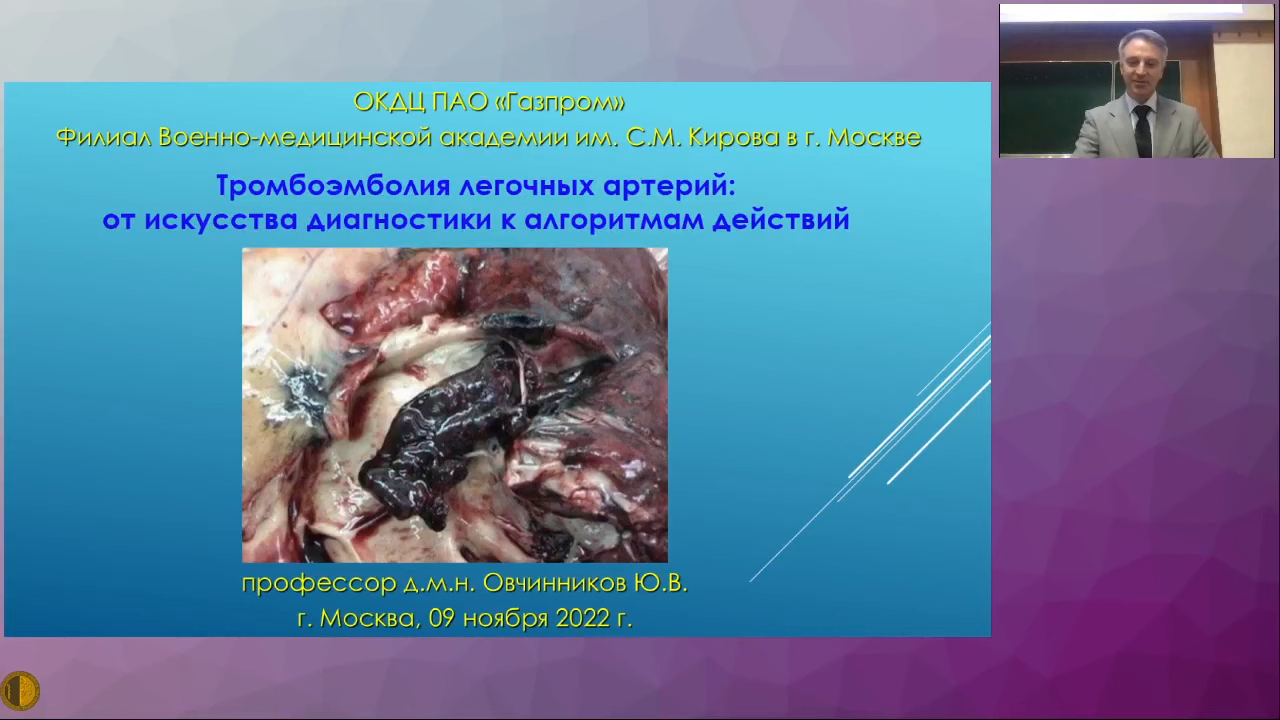 ОКДЦ ПАО «Газпром»
Филиал Военно-медицинской академии им. С.М. Кирова в г. Москве
Тромбоэмболия легочных артерий:
от искусства диагностики к алгоритмам действий
профессор д.м.н. Овчинников Ю.В.
г. Москва, 09 ноября 2022 г.